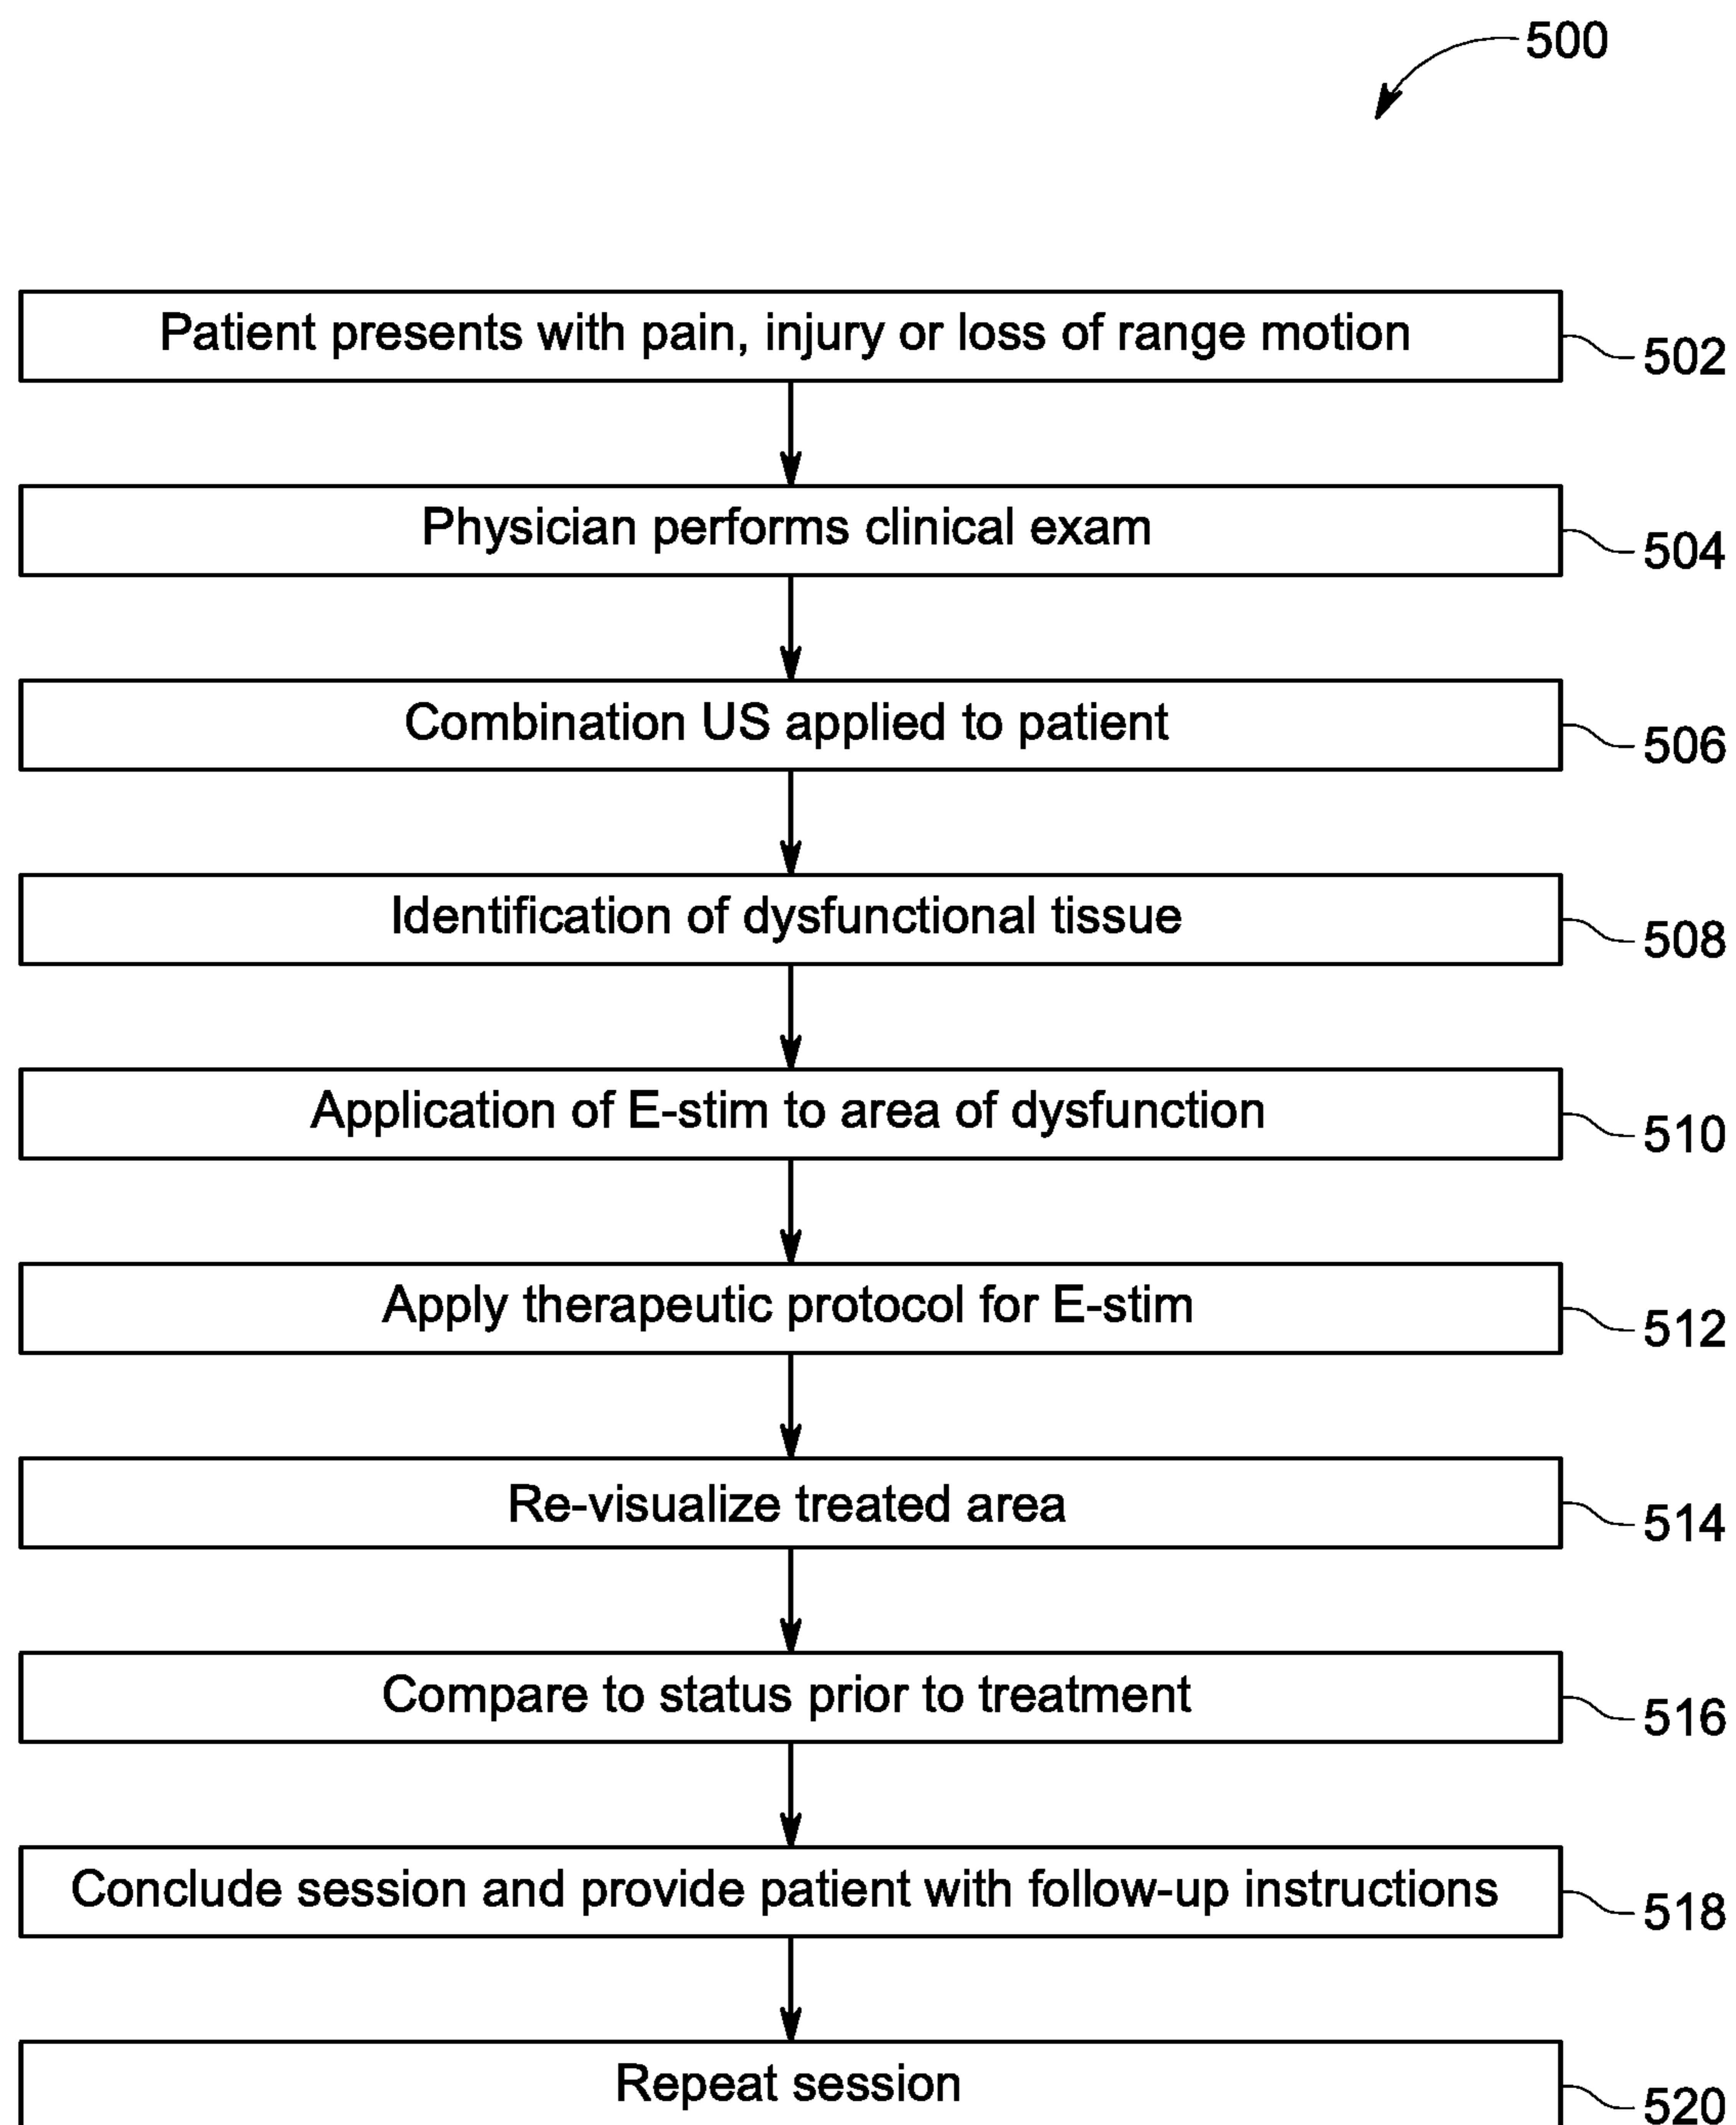 500
Patient presents with pain, injury or loss of range motion
502
Physician performs clinical exam
504
Combination US applied to patient
506
Identification of dysfunctional tissue
508
Application of E-stim to area of dysfunction
510
Apply therapeutic protocol for E-stim
512
Re-visualize treated area
514
Compare to status prior to treatment
516
Conclude session and provide patient with follow-up instructions
518
Repeat session
520